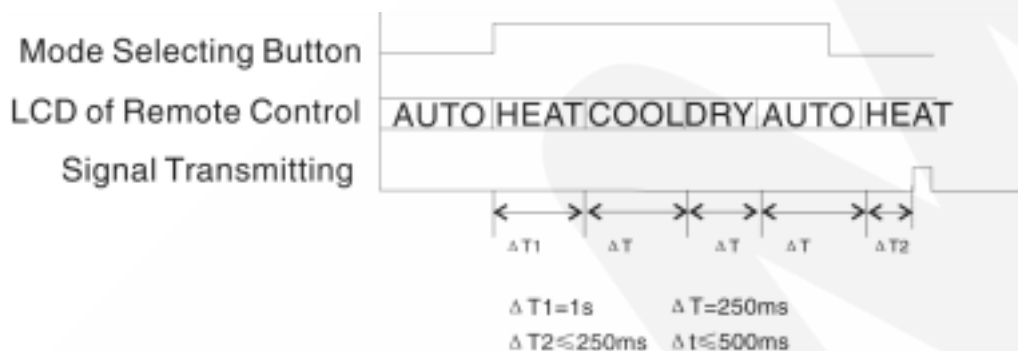 Mode Selecting Button
LCD of Remote Control AUTO HEAT COOL DRY AUTO HEAT
Signal Transmitting
ΔT1 ΔT ΔT ΔT ΔT2
ΔT1=1s ΔT=250ms
ΔT2≤250ms Δt≤500ms